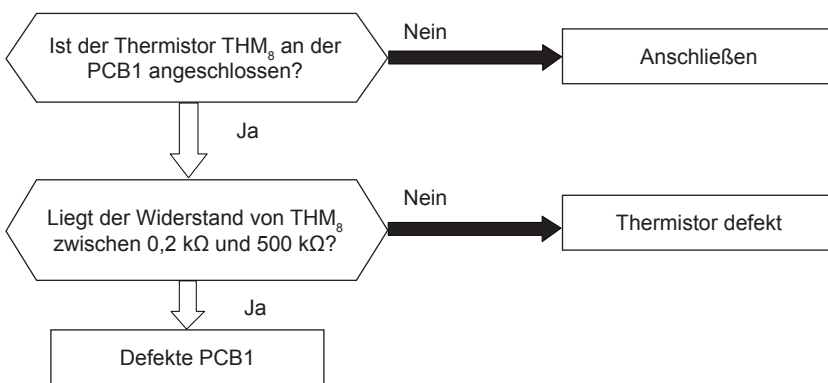 Ist der Thermistor THM₈ an der
PCB1 angeschlossen?
Nein
Anschließen
Ja
Liegt der Widerstand von THM₈
zwischen 0,2 kΩ und 500 kΩ?
Nein
Thermistor defekt
Ja
Defekte PCB1